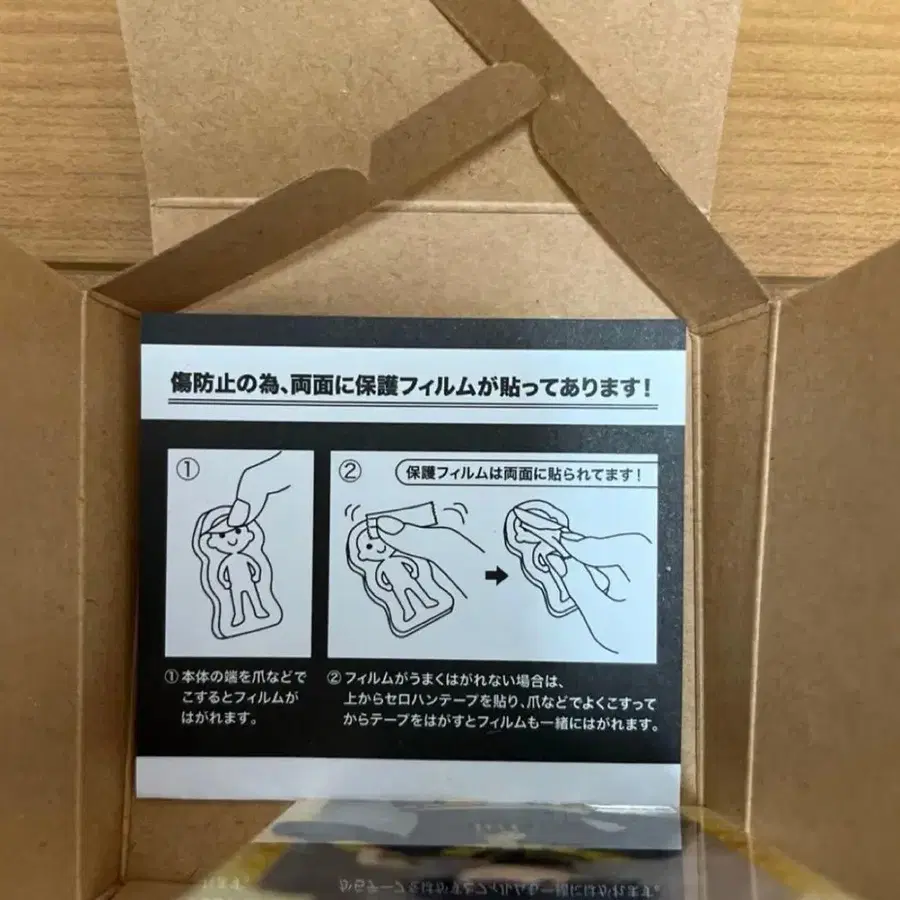 傷防止の為、両面に保護フィルムが貼ってあります!
①
②
保護フィルムは両面に貼られてます!
①本体の端を爪などで
こするとフィルムが
はがれます。
②フィルムがうまくはがれない場合は、
上からセロハンテープを貼り、爪などでよくこすって
からテープをはがすとフィルムも一緒にはがれます。